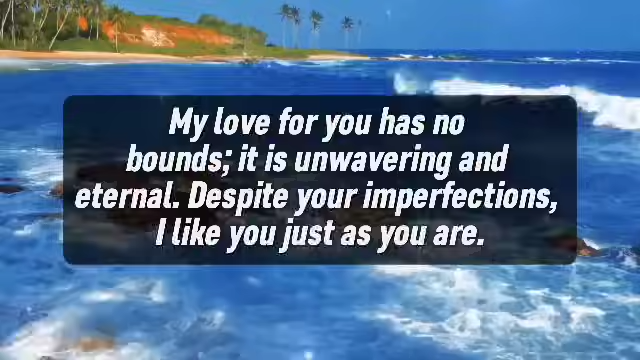 My love for you has no
bounds; it is unwavering and
eternal. Despite your imperfections,
I like you just as you are.